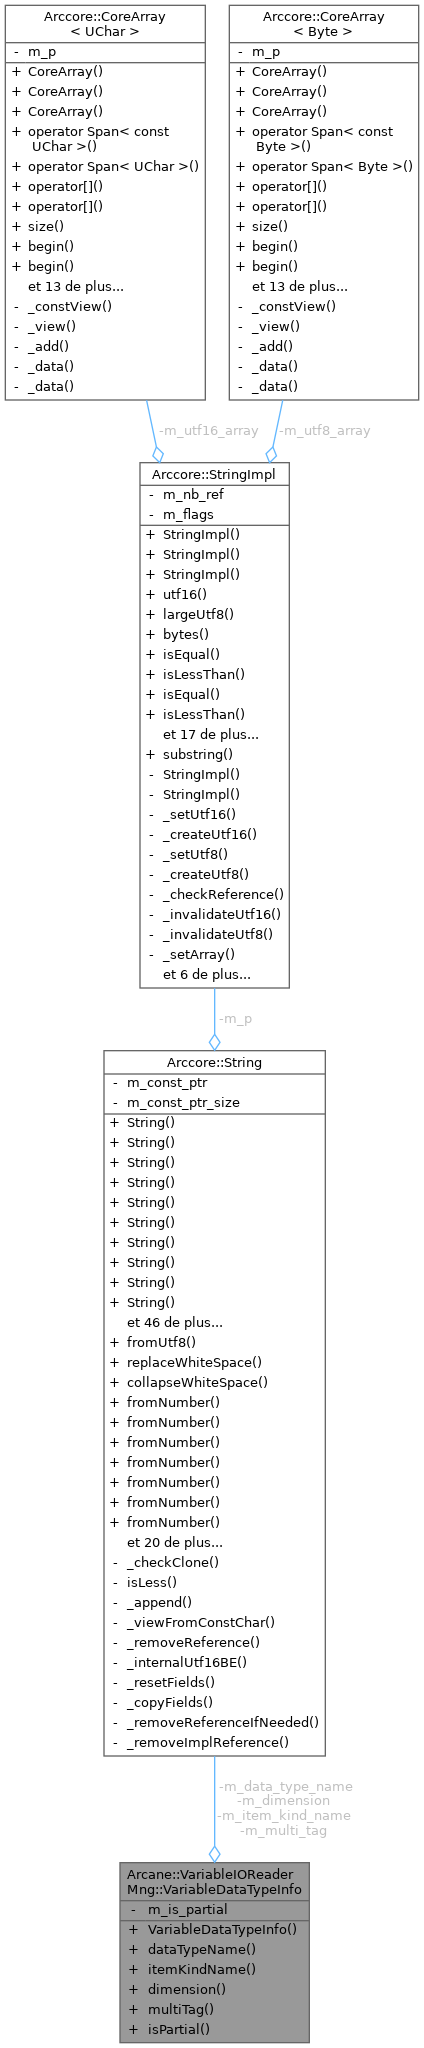 Arccore::CoreArray
< UChar >
- m_p
+ CoreArray()
+ CoreArray()
+ CoreArray()
+ operator Span< const
UChar >()
+ operator Span< UChar >()
+ operator[]()
+ operator[]()
+ size()
+ begin()
+ begin()
et 13 de plus...
- _constView()
- _view()
- _add()
- _data()
- _data()
Arccore::CoreArray
< Byte >
- m_p
+ CoreArray()
+ CoreArray()
+ CoreArray()
+ operator Span< const
Byte >()
+ operator Span< Byte >()
+ operator[]()
+ operator[]()
+ size()
+ begin()
+ begin()
et 13 de plus...
- _constView()
- _view()
- _add()
- _data()
- _data()
-m_utf16_array
-m_utf8_array
Arccore::StringImpl
- m_nb_ref
- m_flags
+ StringImpl()
+ StringImpl()
+ StringImpl()
+ utf16()
+ largeUtf8()
+ bytes()
+ isEqual()
+ isLessThan()
+ isEqual()
+ isLessThan()
et 17 de plus...
+ substring()
- StringImpl()
- StringImpl()
- _setUtf16()
- _createUtf16()
- _setUtf8()
- _createUtf8()
- _checkReference()
- _invalidateUtf16()
- _invalidateUtf8()
- _setArray()
et 6 de plus...
-m_p
Arccore::String
- m_const_ptr
- m_const_ptr_size
+ String()
+ String()
+ String()
+ String()
+ String()
+ String()
+ String()
+ String()
+ String()
+ String()
et 46 de plus...
+ fromUtf8()
+ replaceWhiteSpace()
+ collapseWhiteSpace()
+ fromNumber()
+ fromNumber()
+ fromNumber()
+ fromNumber()
+ fromNumber()
+ fromNumber()
+ fromNumber()
et 20 de plus...
- _checkClone()
- isLess()
- _append()
- _viewFromConstChar()
- _removeReference()
- _internalUtf16BE()
- _resetFields()
- _copyFields()
- _removeReferenceIfNeeded()
- _removeImplReference()
-m_data_type_name
-m_dimension
-m_item_kind_name
-m_multi_tag
Arcane::VariableIOReader
Mng::VariableDataTypeInfo
- m_is_partial
+ VariableDataTypeInfo()
+ dataTypeName()
+ itemKindName()
+ dimension()
+ multiTag()
+ isPartial()